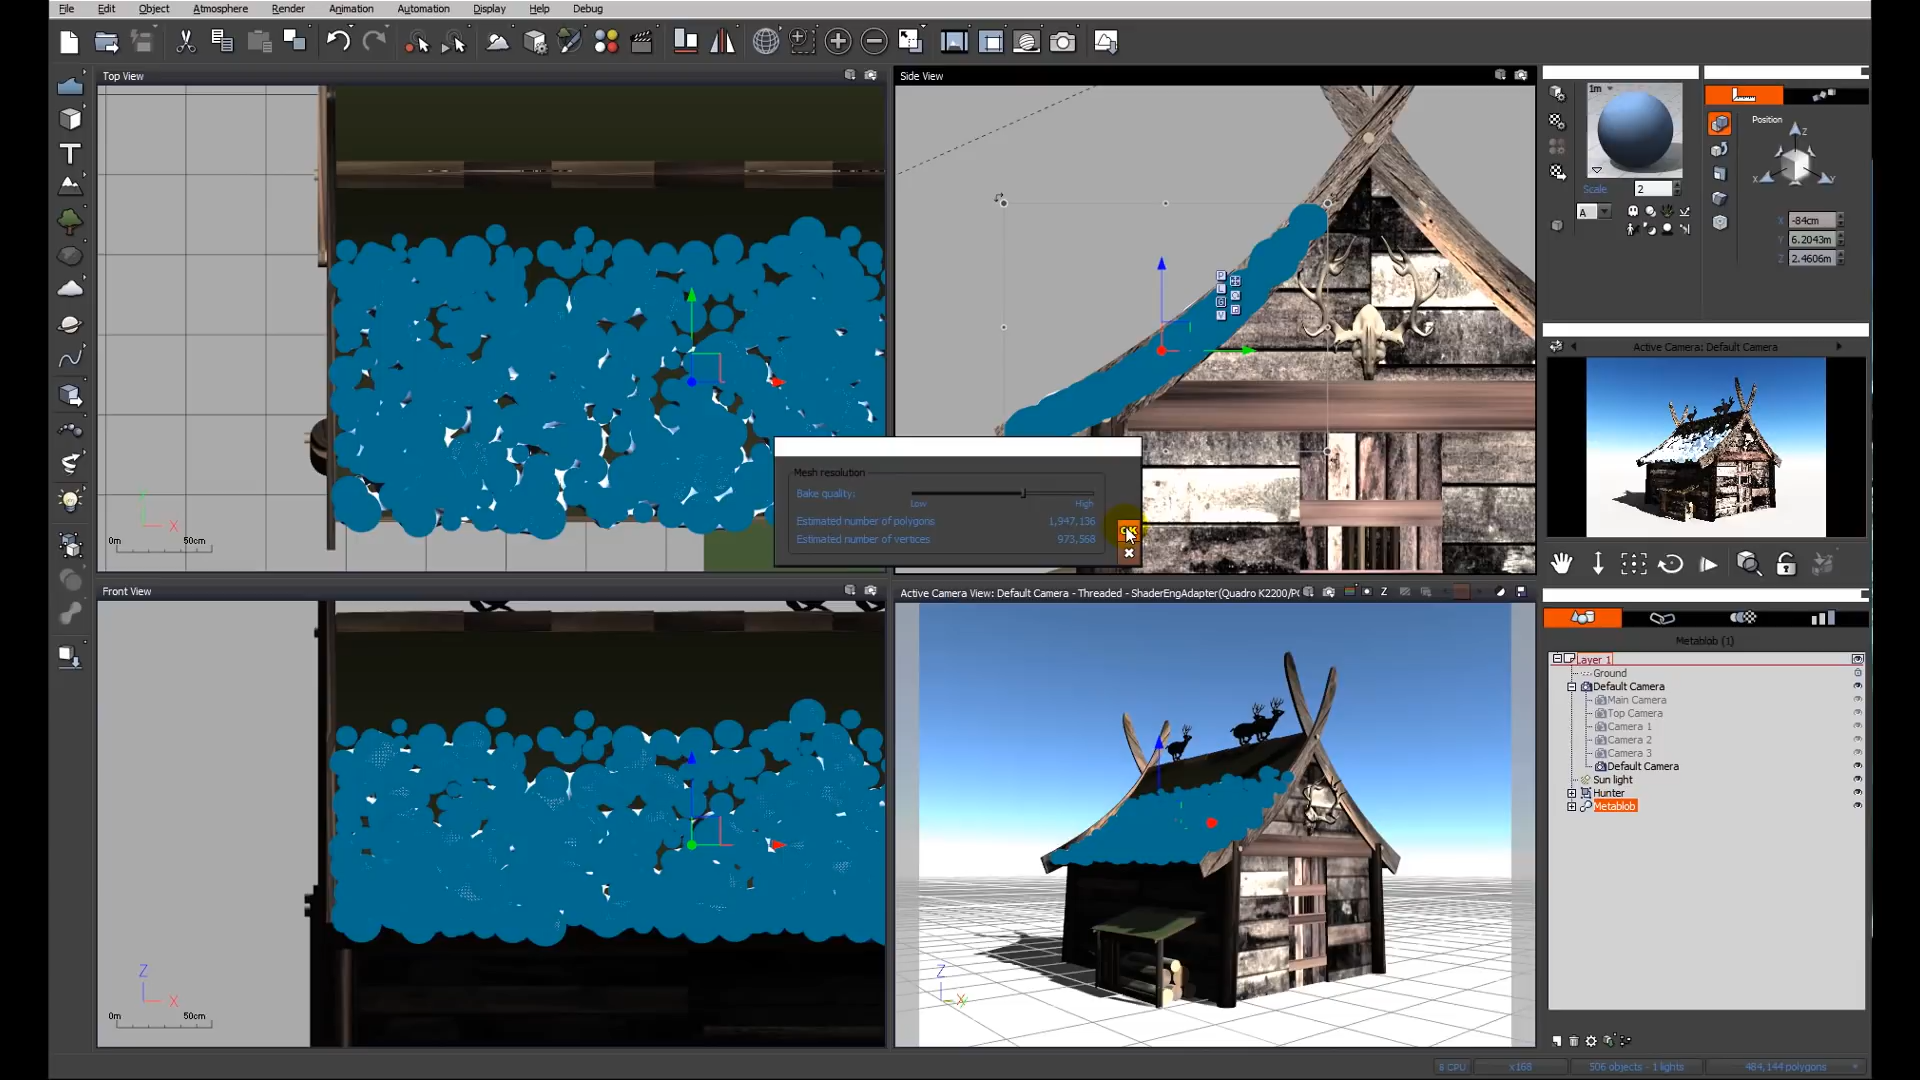 File Edit Object Atmosphere Render Animation Automation Display Help Debug
Top View
Side View
1m
Position
Z
X Y
Scale 2
A
X -84cm
Y 6.2043m
Z 2.4606m
P
L
G
V
Active Camera: Default Camera
Mesh resolution
Bake quality:
Low High
Estimated number of polygons 1,947,136
Estimated number of vertices 973,568
OK
Y
X
0m 50cm
Front View
Active Camera View: Default Camera - Threaded - ShaderEngAdapter(Quadro K2200/PC
Z
Metablob (1)
Layer 1
Ground
Default Camera
Main Camera
Top Camera
Camera 1
Camera 2
Camera 3
Default Camera
Sun light
Hunter
Metablob
Z
X
0m 50cm
Z
X
8 CPU x168 506 objects - 1 lights 484,144 polygons